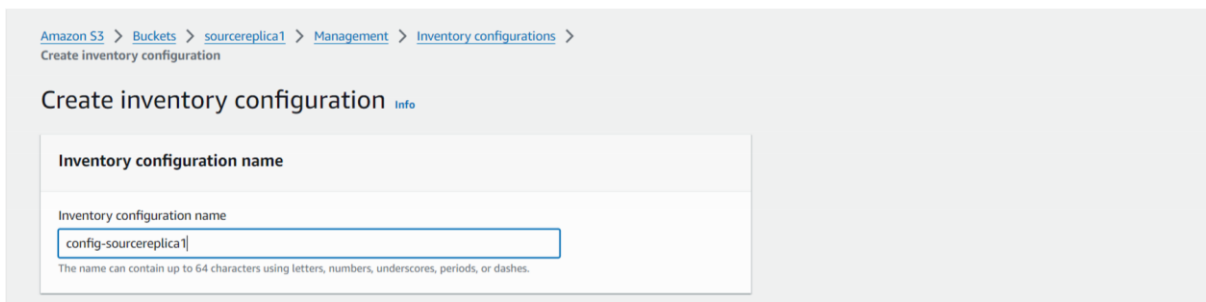 Amazon S3 > Buckets > sourcereplica1 > Management > Inventory configurations >
Create inventory configuration
Create inventory configuration Info
Inventory configuration name
Inventory configuration name
config-sourcereplica1
The name can contain up to 64 characters using letters, numbers, underscores, periods, or dashes.